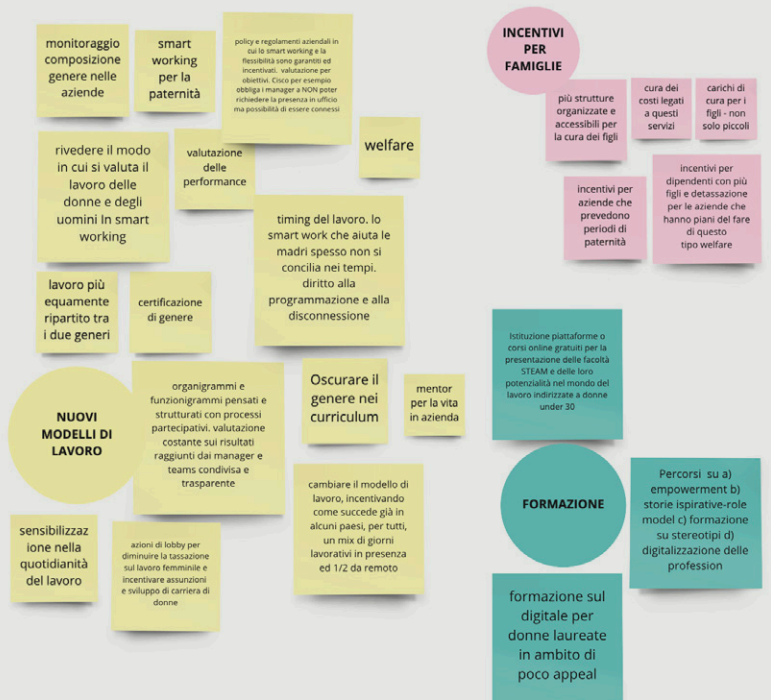 monitoraggio
composizione
genere nelle
aziende
smart
working
per la
paternità
policy e regolamenti aziendali in
cui lo smart working e la
flessibilità sono garantiti ed
incentivati. valutazione per
obiettivi. Cisco per esempio
obbliga i manager a NON poter
richiedere la presenza in ufficio
ma possibilità di essere connessi
rivedere il modo
in cui si valuta il
lavoro delle
donne e degli
uomini In smart
working
valutazione
delle
performance
welfare
timing del lavoro. lo
smart work che aiuta le
madri spesso non si
concilia nei tempi.
diritto alla
programmazione e alla
disconnessione
lavoro più
equamente
ripartito tra
i due generi
certificazione
di genere
NUOVI
MODELLI DI
LAVORO
organigrammi e
funzionigrammi pensati e
strutturati con processi
partecipativi. valutazione
costante sui risultati
raggiunti dai manager e
teams condivisa e
trasparente
Oscurare il
genere nei
curriculum
mentor
per la vita
in azienda
cambiare il modello di
lavoro, incentivando
come succede già in
alcuni paesi, per tutti,
un mix di giorni
lavorativi in presenza
ed 1/2 da remoto
sensibilizzaz
ione nella
quotidianità
del lavoro
azioni di lobby per
diminuire la tassazione
sul lavoro femminile e
incentivare assunzioni
e sviluppo di carriera di
donne
INCENTIVI
PER
FAMIGLIE
più strutture
organizzate e
accessibili per
la cura dei figli
cura dei
costi legati
a questi
servizi
carichi di
cura per i
figli - non
solo piccoli
incentivi per
aziende che
prevedono
periodi di
paternità
incentivi per
dipendenti con più
figli e detassazione
per le aziende che
hanno piani del fare
di questo
tipo welfare
Istituzione piattaforme o
corsi online gratuiti per la
presentazione delle facoltà
STEAM e delle loro
potenzialità nel mondo del
lavoro indirizzate a donne
under 30
FORMAZIONE
Percorsi su a)
empowerment b)
storie ispirative-role
model c) formazione
su stereotipi d)
digitalizzazione delle
profession
formazione sul
digitale per
donne laureate
in ambito di
poco appeal